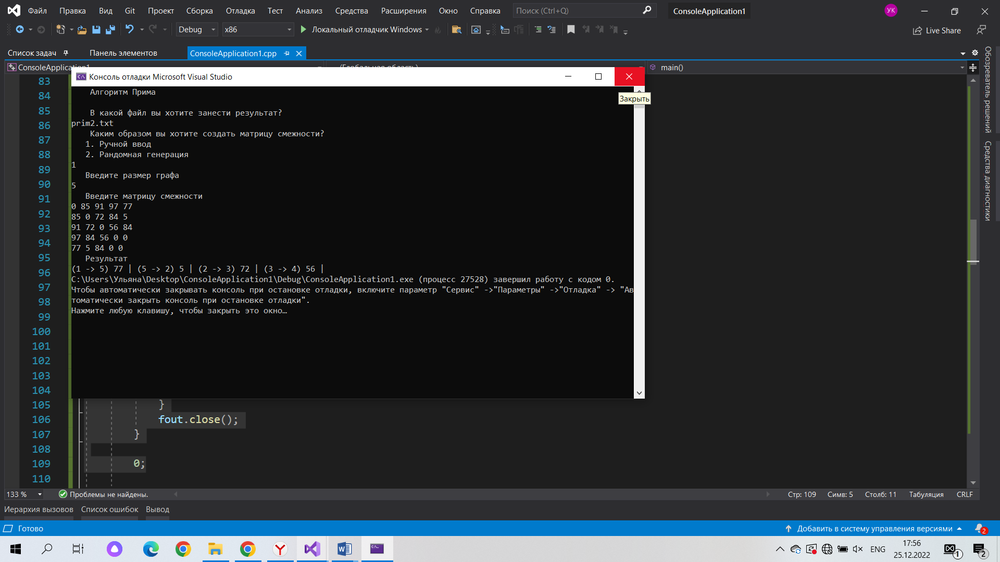 Файл Правка Вид Git Проект Сборка Отладка Тест Анализ Средства Расширения Окно Справка Поиск (Ctrl+Q) ConsoleApplication1 УК
Debug x86 Локальный отладчик Windows Live Share
Список задач Панель элементов ConsoleApplication1.cpp
ConsoleApplication1 (Глобальная область) main()
Консоль отладки Microsoft Visual Studio
Закрыть
Алгоритм Прима
В какой файл вы хотите занести результат?
prim2.txt
Каким образом вы хотите создать матрицу смежности?
1. Ручной ввод
2. Рандомная генерация
1
Введите размер графа
5
Введите матрицу смежности
0 85 91 97 77
85 0 72 84 5
91 72 0 56 84
97 84 56 0 0
77 5 84 0 0
Результат
(1 -> 5) 77 | (5 -> 2) 5 | (2 -> 3) 72 | (3 -> 4) 56 |
C:\Users\Ульяна\Desktop\ConsoleApplication1\Debug\ConsoleApplication1.exe (процесс 27528) завершил работу с кодом 0.
Чтобы автоматически закрывать консоль при остановке отладки, включите параметр "Сервис" ->"Параметры" ->"Отладка" -> "Ав
томатически закрыть консоль при остановке отладки".
Нажмите любую клавишу, чтобы закрыть это окно…
83
84
85
86
87
88
89
90
91
92
93
94
95
96
97
98
99
100
101
102
103
104
105 }
106 fout.close();
107 }
108
109 0;
110
Обозреватель решений
Средства диагностики
133 % Проблемы не найдены. Стр: 109 Симв: 5 Столб: 11 Табуляция CRLF
Иерархия вызовов Список ошибок Вывод
Готово Добавить в систему управления версиями 2
ENG 17:56 25.12.2022 1 2